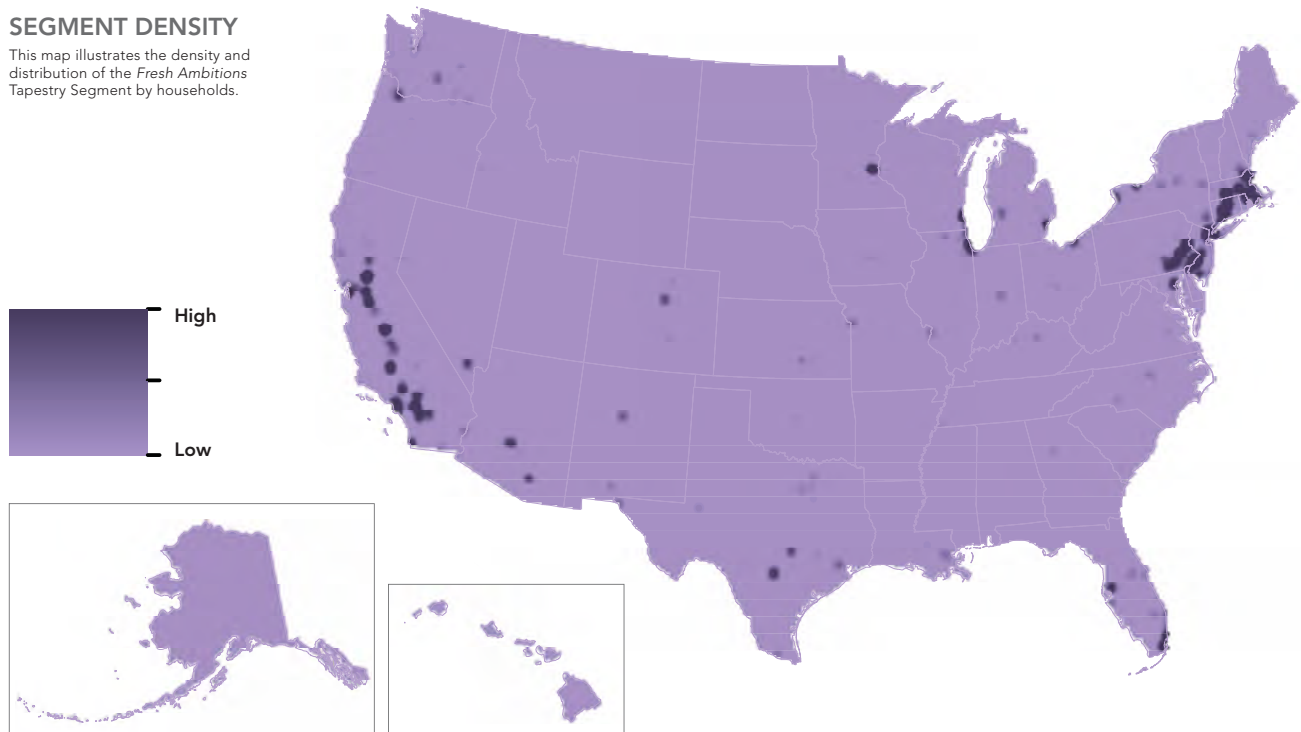 SEGMENT DENSITY
This map illustrates the density and
distribution of the Fresh Ambitions
Tapestry Segment by households.
High
Low